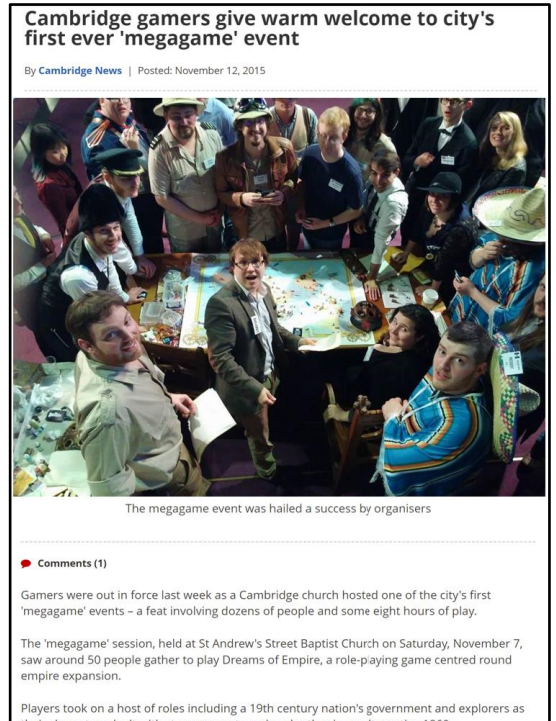 Cambridge gamers give warm welcome to city's
first ever 'megagame' event
By Cambridge News | Posted: November 12, 2015
The megagame event was hailed a success by organisers
Comments (1)
Gamers were out in force last week as a Cambridge church hosted one of the city's first
'megagame' events – a feat involving dozens of people and some eight hours of play.
The 'megagame' session, held at St Andrew's Street Baptist Church on Saturday, November 7,
saw around 50 people gather to play Dreams of Empire, a role-playing game centred round
empire expansion.
Players took on a host of roles including a 19th century nation's government and explorers as